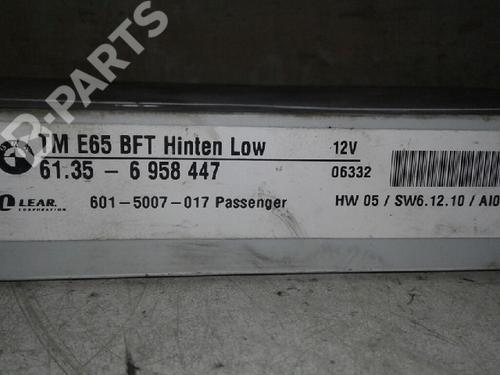 B-PARTS
TM E65 BFT Hinten Low 12V
61.35 - 6 958 447 06332
LEAR.
CORPORATION
601-5007-017 Passenger HW 05 / SW6.12.10 / AI0